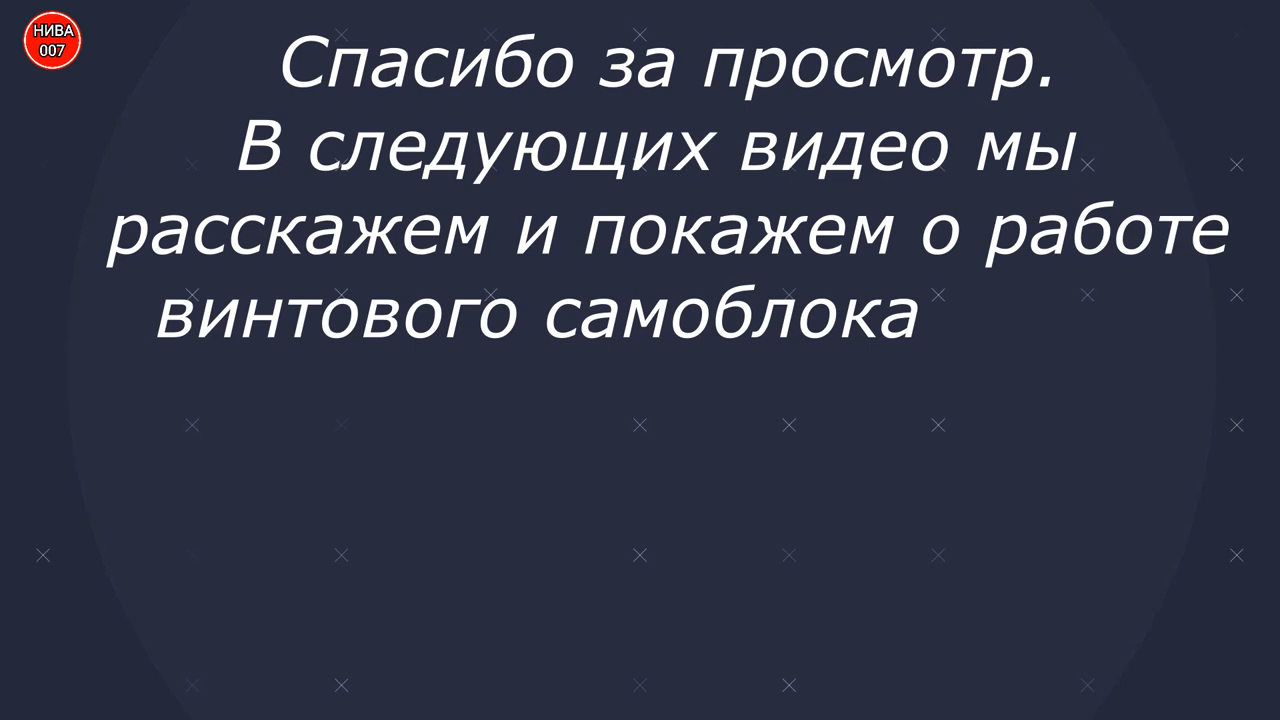 НИВА
007
Спасибо за просмотр.
В следующих видео мы
расскажем и покажем о работе
винтового самоблока